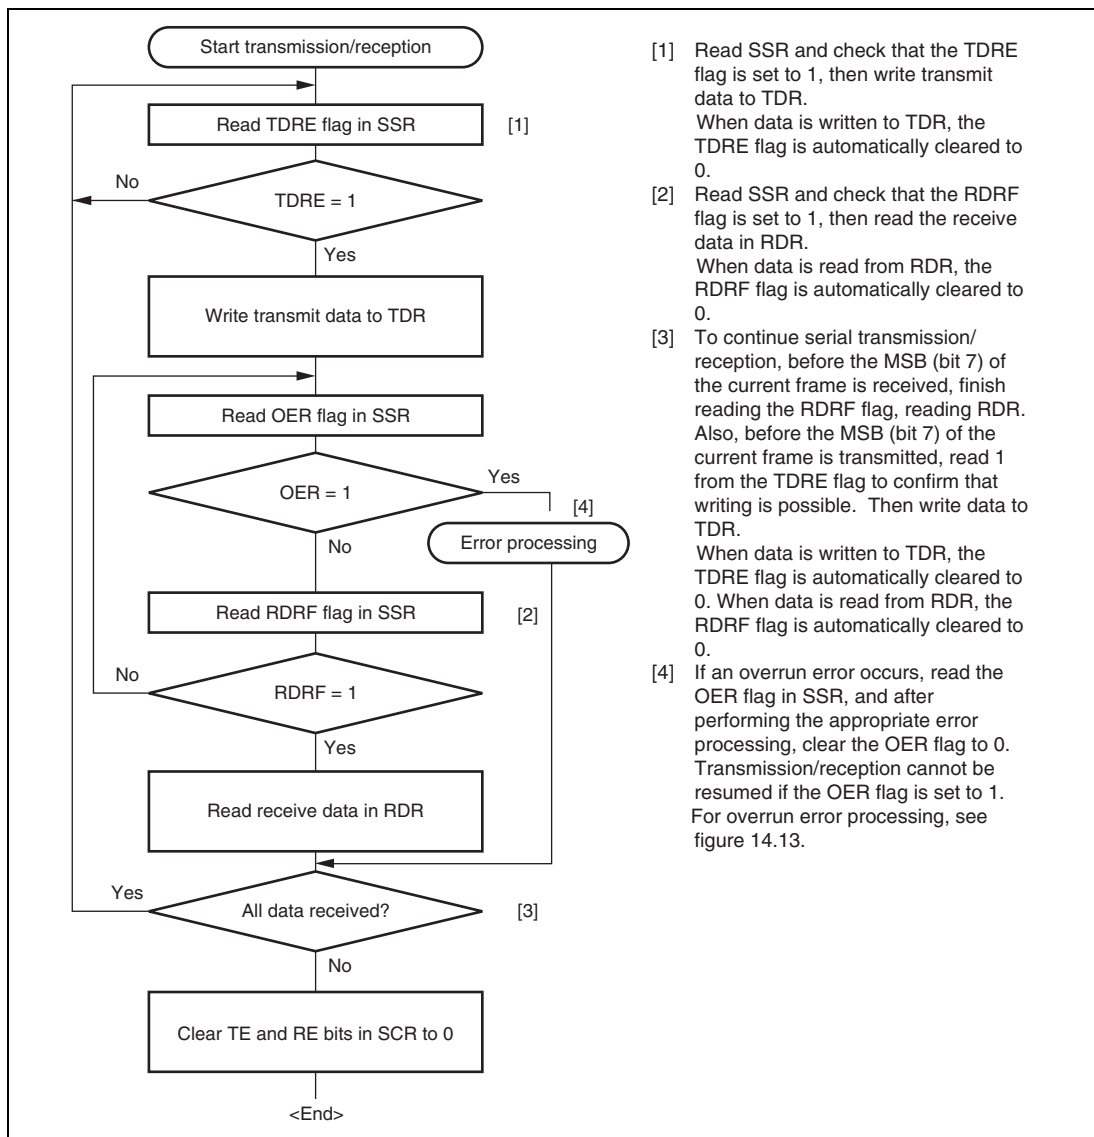 Start transmission/reception
Read TDRE flag in SSR
[1]
No
TDRE = 1
Yes
Write transmit data to TDR
Read OER flag in SSR
OER = 1
Yes
[4]
Error processing
No
Read RDRF flag in SSR
[2]
No
RDRF = 1
Yes
Read receive data in RDR
Yes
All data received?
[3]
No
Clear TE and RE bits in SCR to 0
<End>
[1] Read SSR and check that the TDRE
flag is set to 1, then write transmit
data to TDR.
When data is written to TDR, the
TDRE flag is automatically cleared to
0.
[2] Read SSR and check that the RDRF
flag is set to 1, then read the receive
data in RDR.
When data is read from RDR, the
RDRF flag is automatically cleared to
0.
[3] To continue serial transmission/
reception, before the MSB (bit 7) of
the current frame is received, finish
reading the RDRF flag, reading RDR.
Also, before the MSB (bit 7) of the
current frame is transmitted, read 1
from the TDRE flag to confirm that
writing is possible. Then write data to
TDR.
When data is written to TDR, the
TDRE flag is automatically cleared to
0. When data is read from RDR, the
RDRF flag is automatically cleared to
0.
[4] If an overrun error occurs, read the
OER flag in SSR, and after
performing the appropriate error
processing, clear the OER flag to 0.
Transmission/reception cannot be
resumed if the OER flag is set to 1.
For overrun error processing, see
figure 14.13.